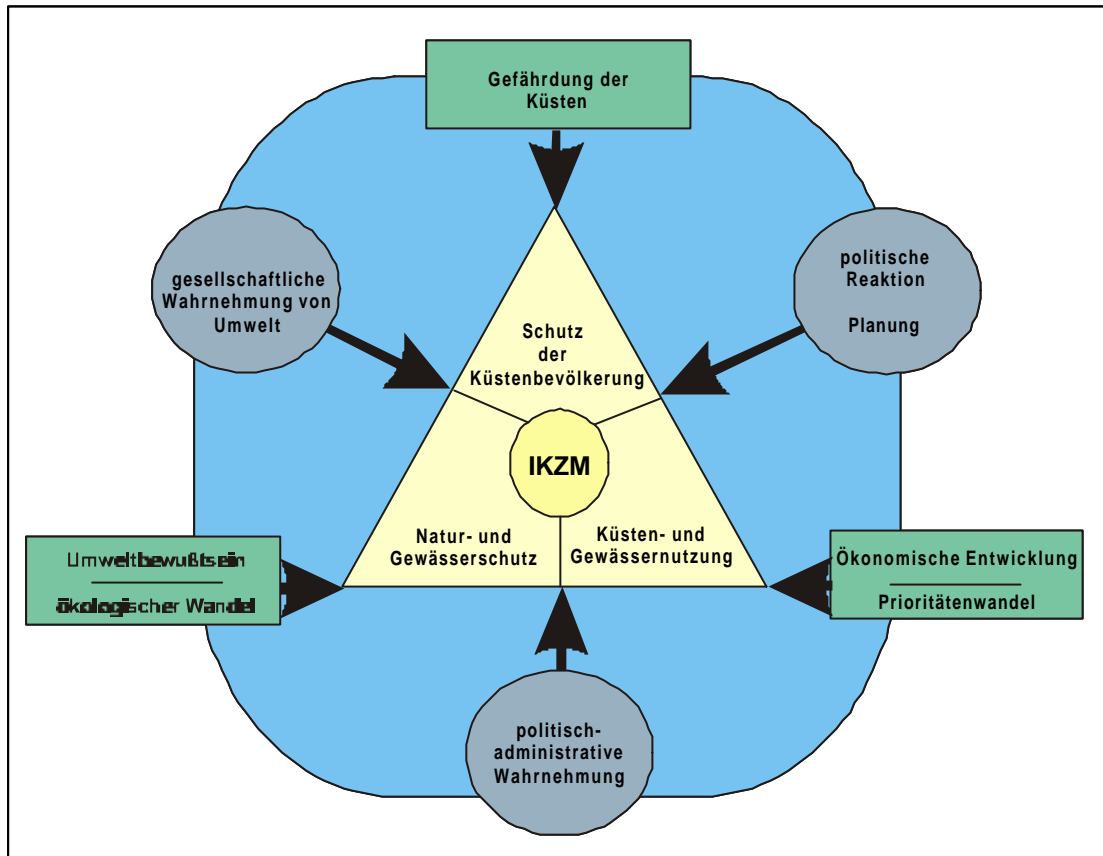 Gefährdung der
Küsten
gesellschaftliche
Wahrnehmung von
Umwelt
politische
Reaktion
Planung
Schutz
der
Küstenbevölkerung
IKZM
Natur- und
Gewässerschutz
Küsten- und
Gewässernutzung
Umweltbewußtsein
ökologischer Wandel
Ökonomische Entwicklung
Prioritätenwandel
politisch-
administrative
Wahrnehmung